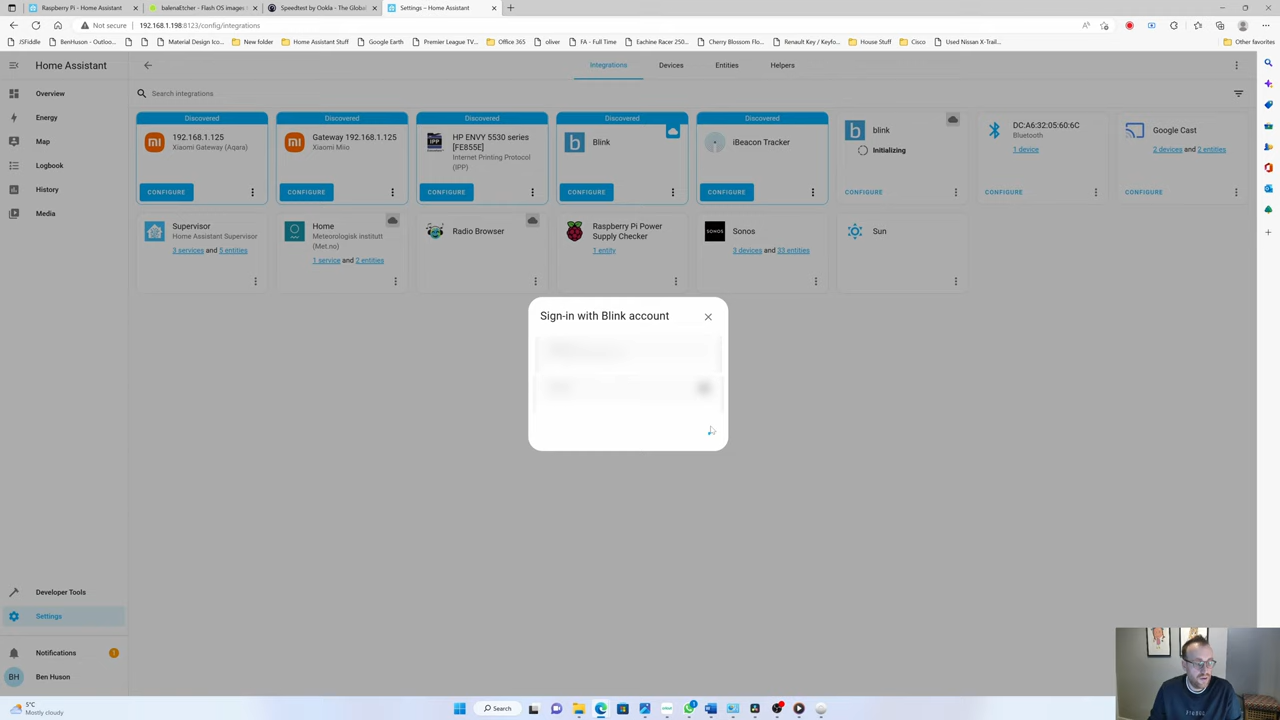 Raspberry Pi - Home Assistant
balenaEtcher - Flash OS images
Speedtest by Ookla - The Global
Settings – Home Assistant
Not secure
192.168.1.198:8123/config/integrations
JSFiddle
BenHuson - Outloo...
Material Design Ico...
New folder
Home Assistant Stuff
Google Earth
Premier League TV...
Office 365
oliver
FA - Full Time
Eachine Racer 250...
Cherry Blossom Flo...
Renault Key / Keyfo...
House Stuff
Cisco
Used Nissan X-Trail...
Other favorites
Home Assistant
Integrations
Devices
Entities
Helpers
Overview
Energy
Map
Logbook
History
Media
Search integrations
Discovered
192.168.1.125
Xiaomi Gateway (Aqara)
CONFIGURE
Discovered
Gateway 192.168.1.125
Xiaomi Miio
CONFIGURE
Discovered
HP ENVY 5530 series
[FE855E]
Internet Printing Protocol
(IPP)
CONFIGURE
Discovered
Blink
CONFIGURE
Discovered
iBeacon Tracker
CONFIGURE
blink
Initializing
CONFIGURE
DC:A6:32:05:60:6C
Bluetooth
1 device
CONFIGURE
Google Cast
2 devices and 2 entities
CONFIGURE
Supervisor
Home Assistant Supervisor
3 services and 5 entities
Home
Meteorologisk institutt
(Met.no)
1 service and 2 entities
Radio Browser
Raspberry Pi Power
Supply Checker
1 entity
SONOS
Sonos
3 devices and 33 entities
Sun
Sign-in with Blink account
Developer Tools
Settings
Notifications
1
BH
Ben Huson
5°C
Mostly cloudy
Search